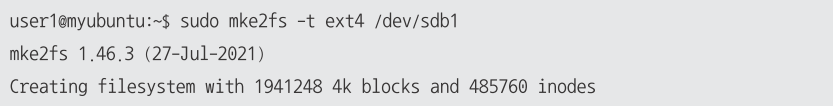 user1@myubuntu:~$ sudo mke2fs -t ext4 /dev/sdb1
mke2fs 1.46.3 (27-Jul-2021)
Creating filesystem with 1941248 4k blocks and 485760 inodes